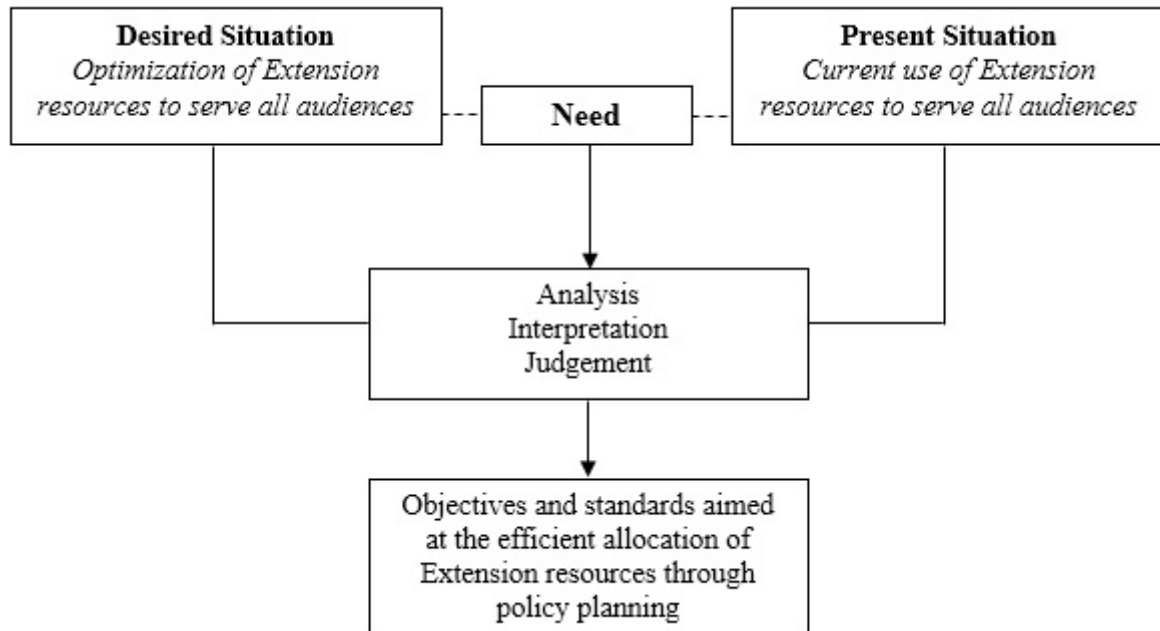 Desired Situation
Optimization of Extension
resources to serve all audiences
Need
Present Situation
Current use of Extension
resources to serve all audiences
Analysis
Interpretation
Judgement
Objectives and standards aimed
at the efficient allocation of
Extension resources through
policy planning